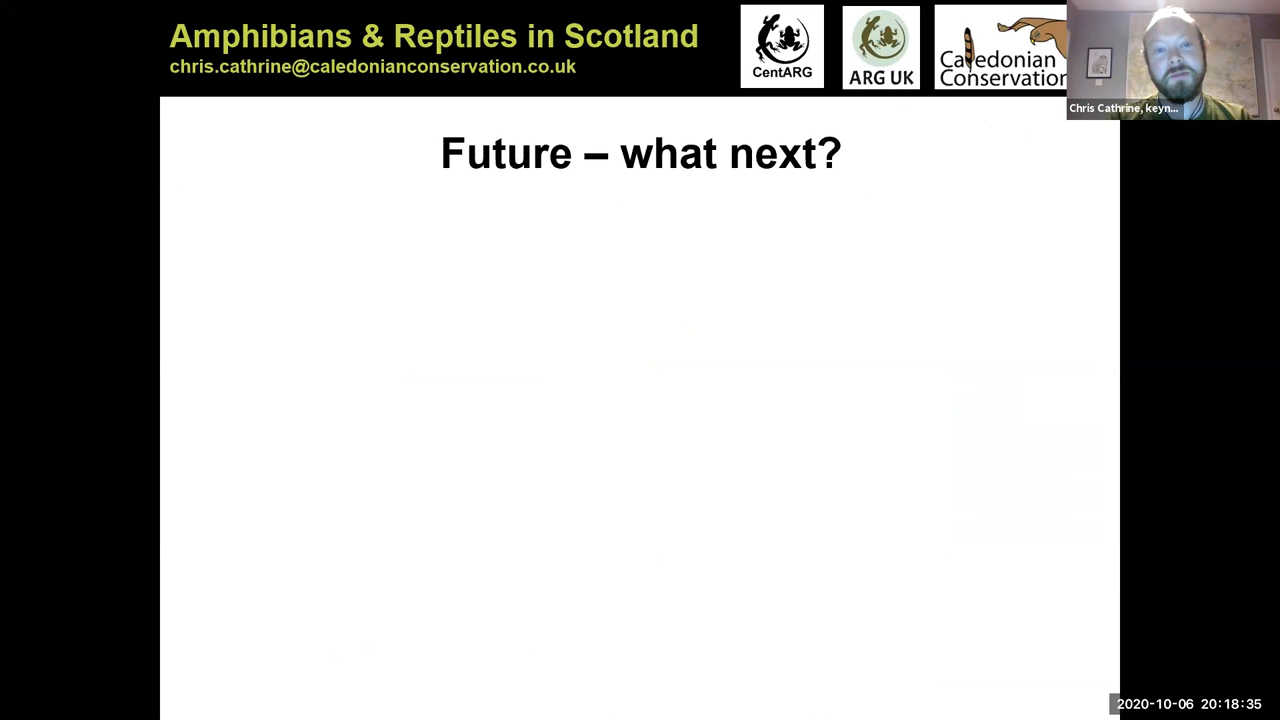 Amphibians & Reptiles in Scotland
chris.cathrine@caledonianconservation.co.uk
CentARG
ARG UK
Caledonian
Conservation
Chris Cathrine, keyn...
Future – what next?
2020-10-06 20:18:35